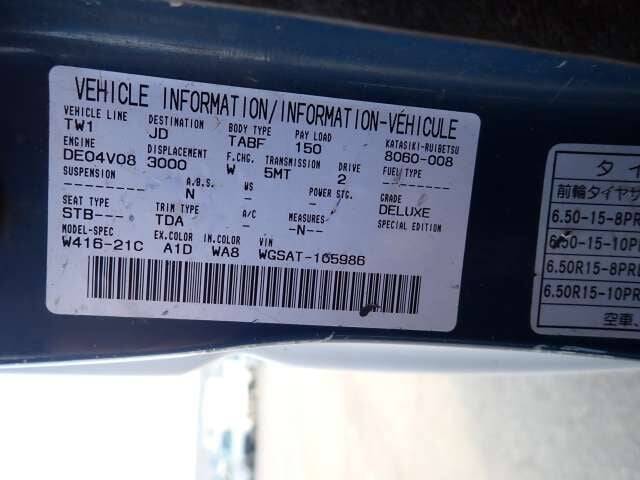 VEHICLE INFORMATION/INFORMATION-VÉHICULE
VEHICLE LINE DESTINATION BODY TYPE PAY LOAD KATASIKI-RUIBETSU
TW1 JD TABF 150 8060-008
ENGINE DISPLACEMENT F.CHG. TRANSMISSION DRIVE FUEL TYPE
DE04V08 3000 W 5MT 2 --------
SUSPENSION A.B.S. WS POWER STG. GRADE
--------- N - - DELUXE
SEAT TYPE TRIM TYPE A/C MEASURES SPECIAL EDITION
STB---- TDA - --N
MODEL-SPEC EX.COLOR IN.COLOR VIN
W416-21C A1D WA8 WGSAT-105986
タイ
前輪タイヤサ
6.50-15-8PR
6.50-15-10P
6.50R15-8PR
6.50R15-10PR
空車